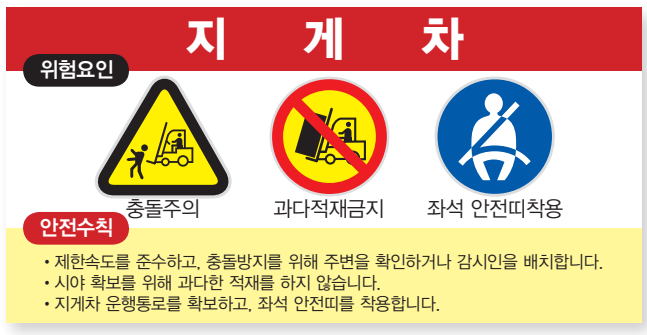 지 게 차
위험요인
충돌주의
과다적재금지
좌석 안전띠착용
안전수칙
• 제한속도를 준수하고, 충돌방지를 위해 주변을 확인하거나 감시인을 배치합니다.
• 시야 확보를 위해 과다한 적재를 하지 않습니다.
• 지게차 운행통로를 확보하고, 좌석 안전띠를 착용합니다.